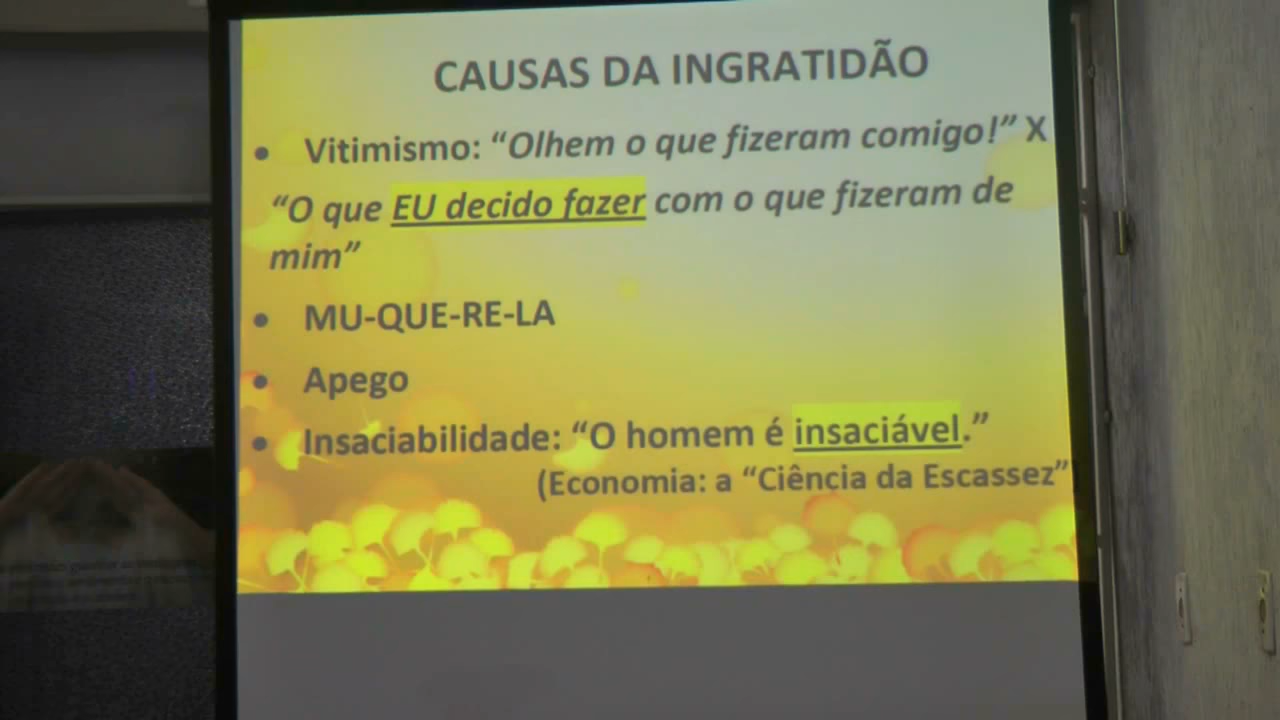 CAUSAS DA INGRATIDÃO
• Vitimismo: “Olhem o que fizeram comigo!” X
“O que EU decido fazer com o que fizeram de
mim”
• MU-QUE-RE-LA
• Apego
• Insaciabilidade: “O homem é insaciável.”
(Economia: a “Ciência da Escassez”